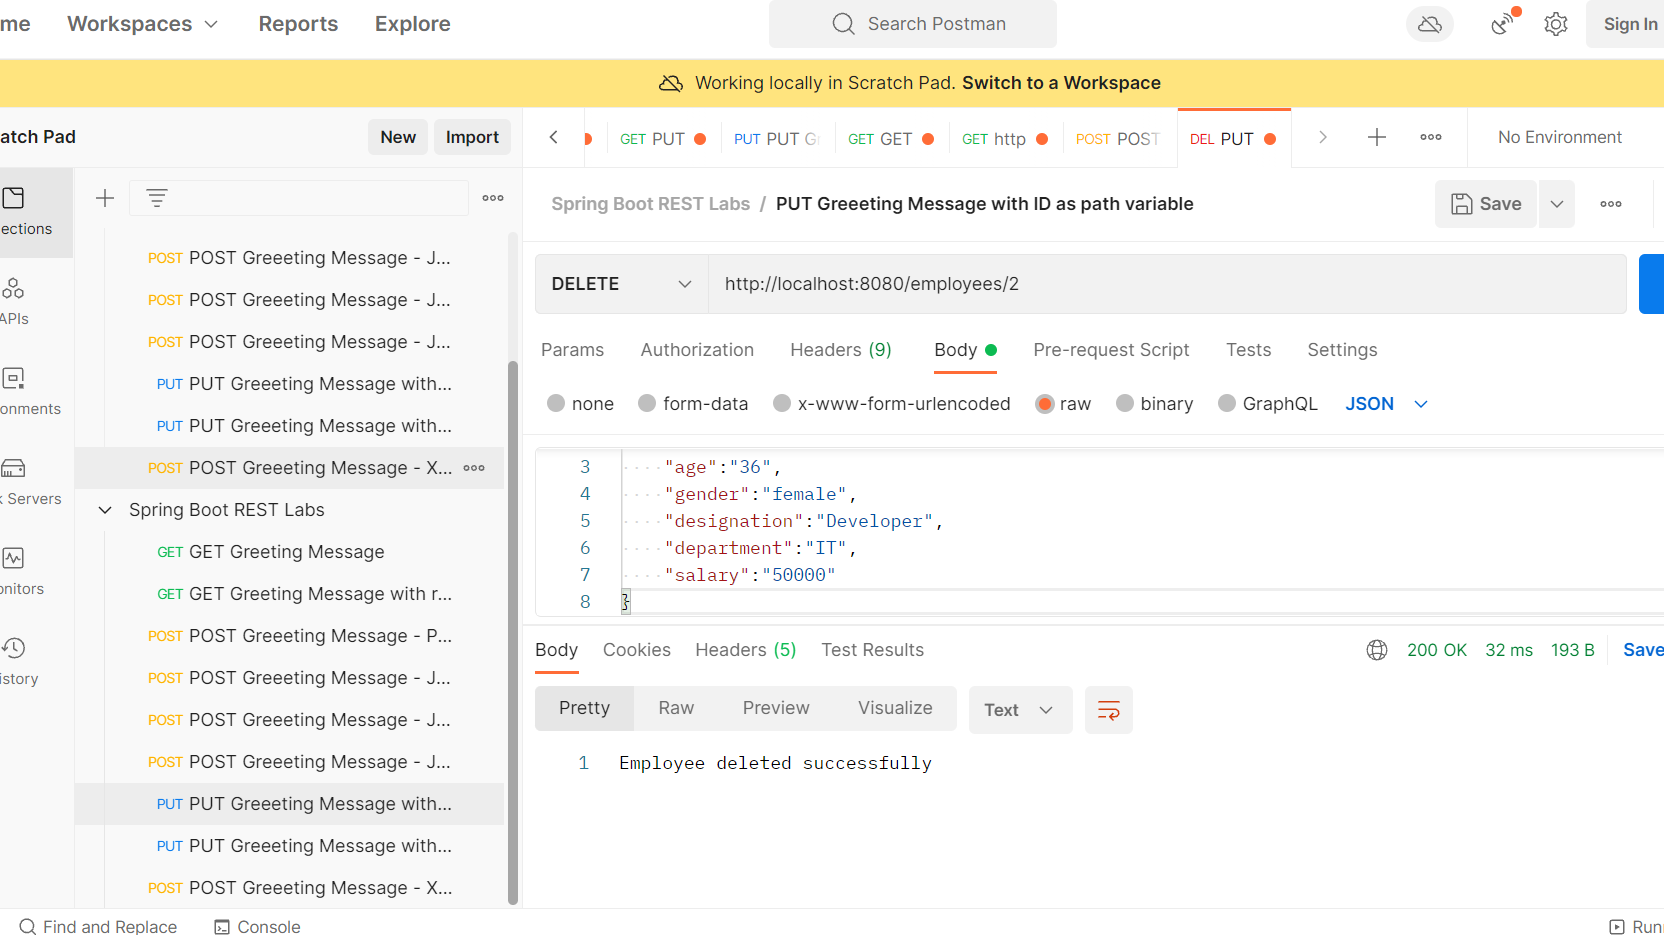 me Workspaces Reports Explore Search Postman Sign In
Working locally in Scratch Pad. Switch to a Workspace
atch Pad New Import GET PUT PUT PUT G GET GET GET http POST POST DEL PUT No Environment
ections
Spring Boot REST Labs / PUT Greeeting Message with ID as path variable Save
POST POST Greeeting Message - J...
POST POST Greeeting Message - J...
POST POST Greeeting Message - J...
PUT PUT Greeeting Message with...
PUT PUT Greeeting Message with...
POST POST Greeeting Message - X...
Spring Boot REST Labs
GET GET Greeting Message
GET GET Greeting Message with r...
POST POST Greeeting Message - P...
POST POST Greeeting Message - J...
POST POST Greeeting Message - J...
POST POST Greeeting Message - J...
PUT PUT Greeeting Message with...
PUT PUT Greeeting Message with...
POST POST Greeeting Message - X...
APIs
onments
k Servers
onitors
istory
DELETE http://localhost:8080/employees/2
Params Authorization Headers (9) Body Pre-request Script Tests Settings
none form-data x-www-form-urlencoded raw binary GraphQL JSON
3 "age":"36",
4 "gender":"female",
5 "designation":"Developer",
6 "department":"IT",
7 "salary":"50000"
8 }
Body Cookies Headers (5) Test Results 200 OK 32 ms 193 B Save
Pretty Raw Preview Visualize Text
1 Employee deleted successfully
Find and Replace Console Run